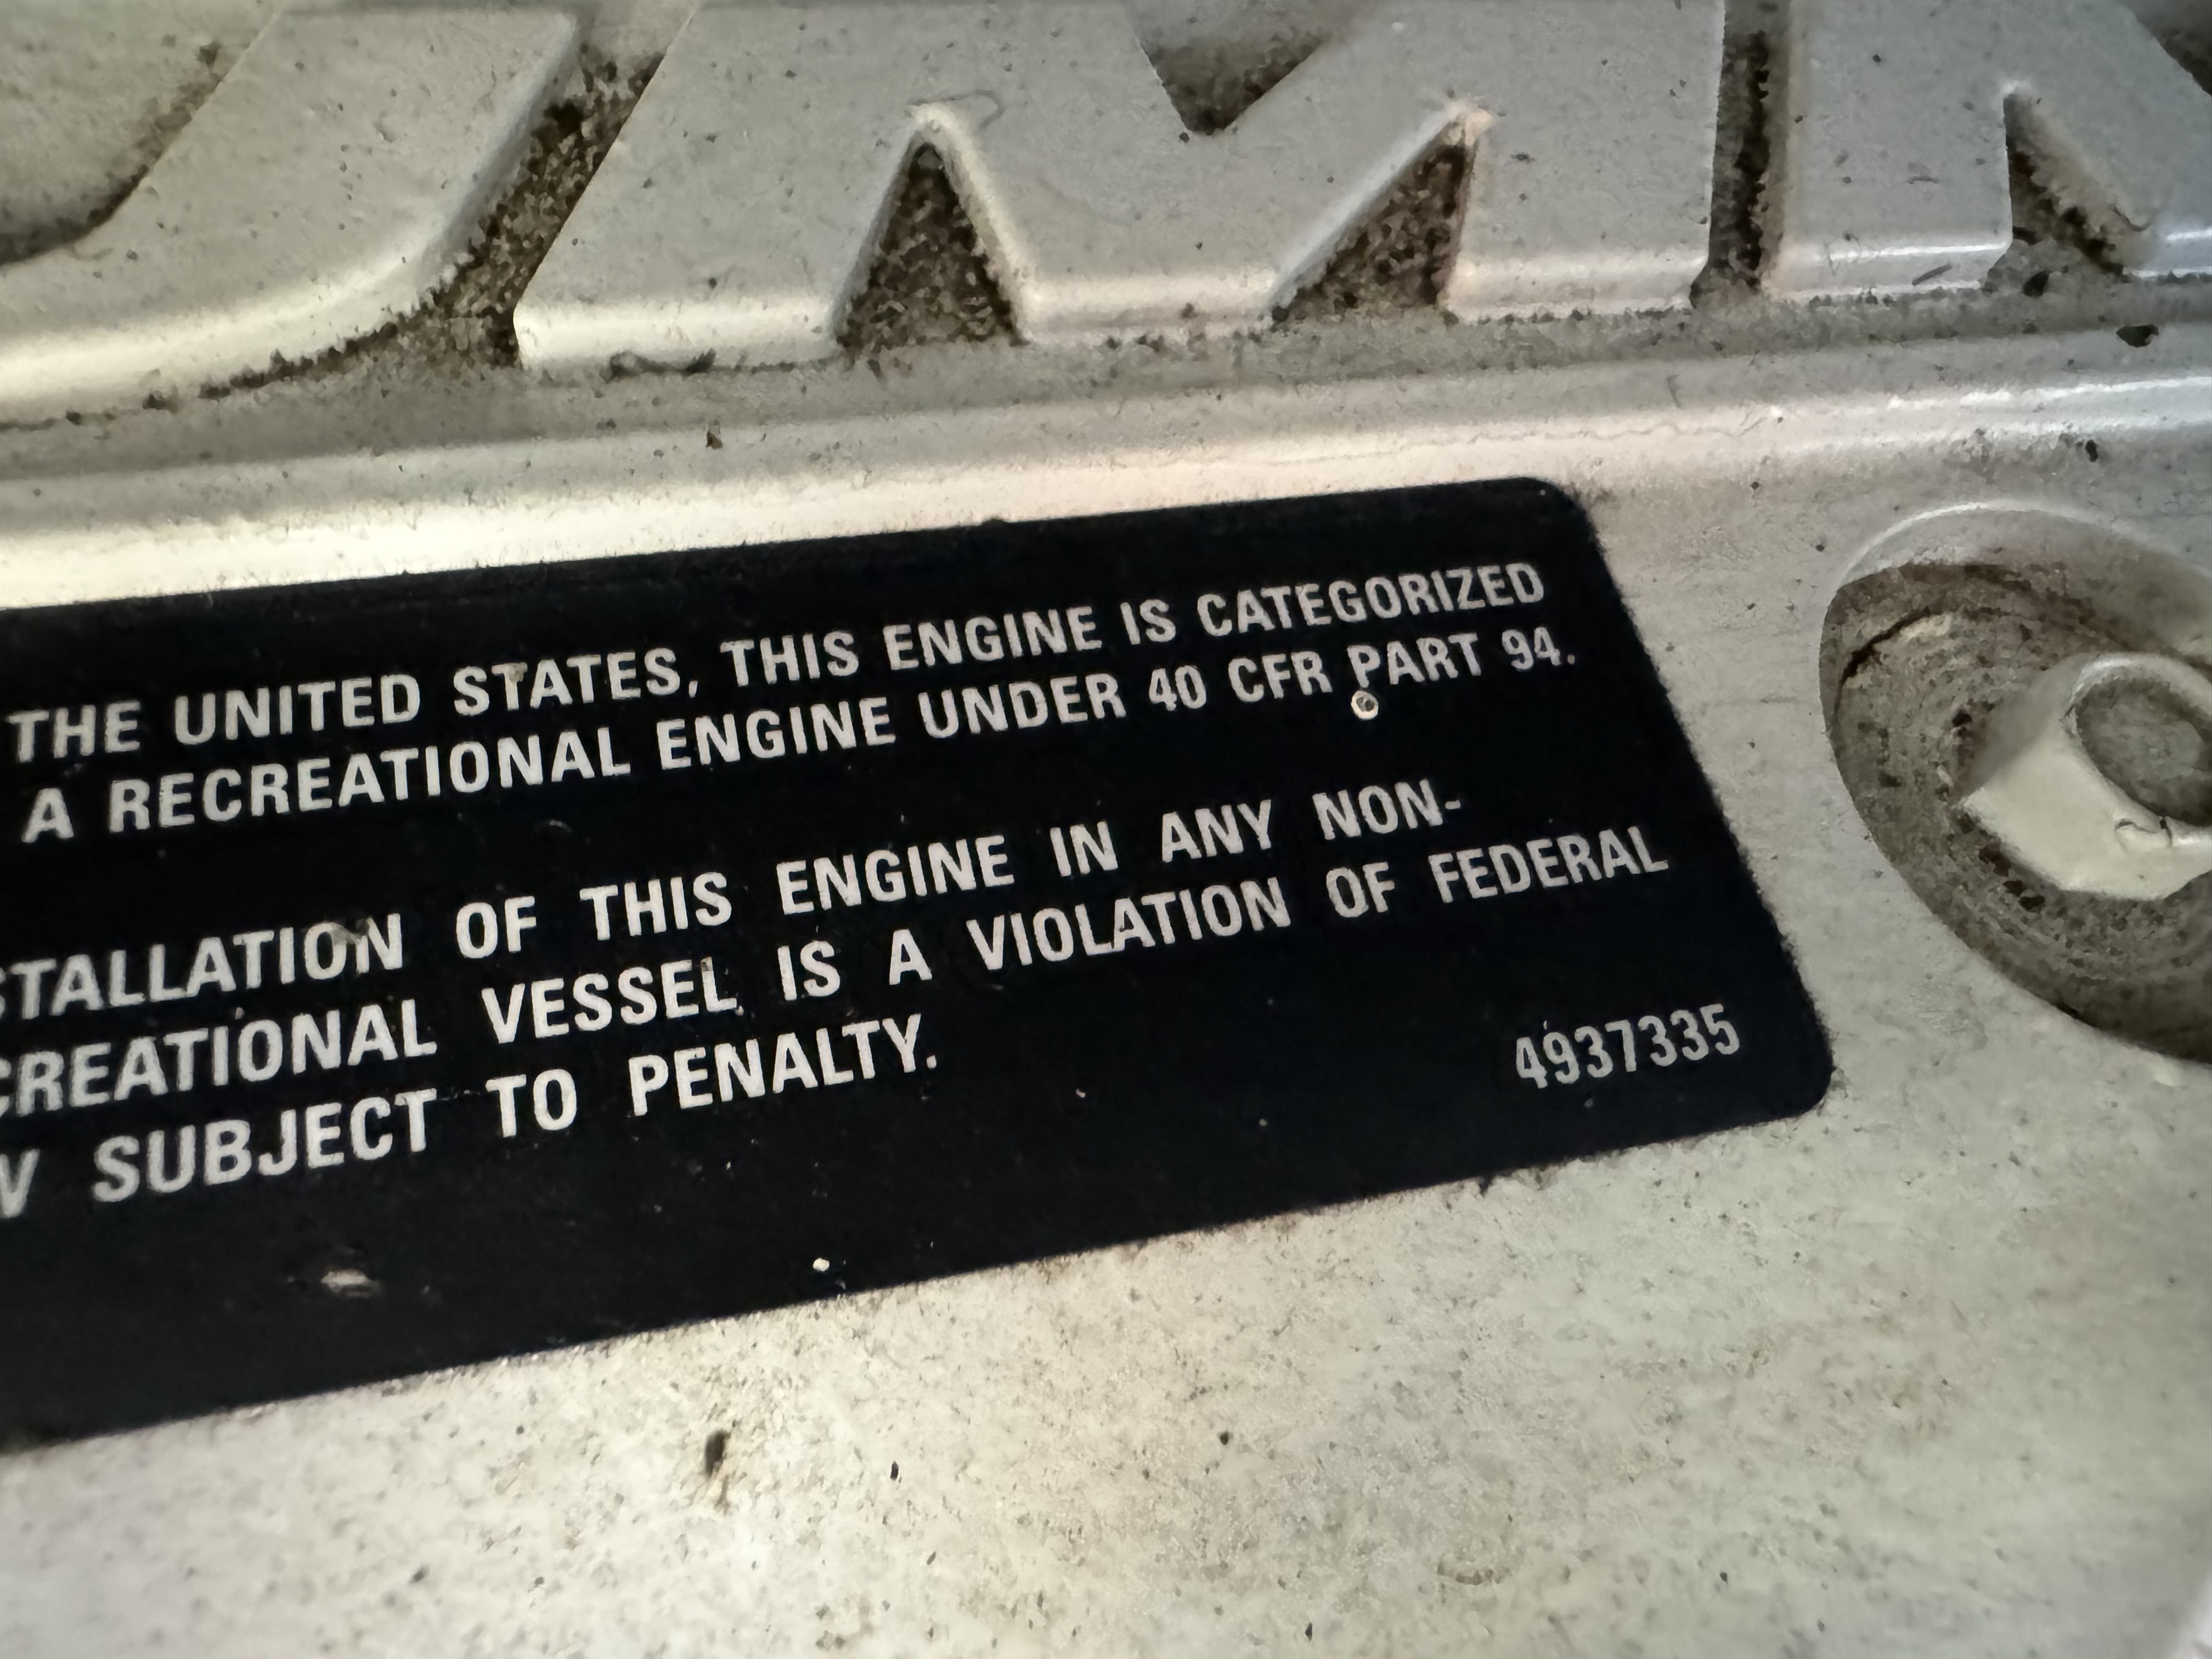 THE UNITED STATES, THIS ENGINE IS CATEGORIZED
A RECREATIONAL ENGINE UNDER 40 CFR PART 94.
STALLATION OF THIS ENGINE IN ANY NON-
CREATIONAL VESSEL IS A VIOLATION OF FEDERAL
W SUBJECT TO PENALTY.
4937335